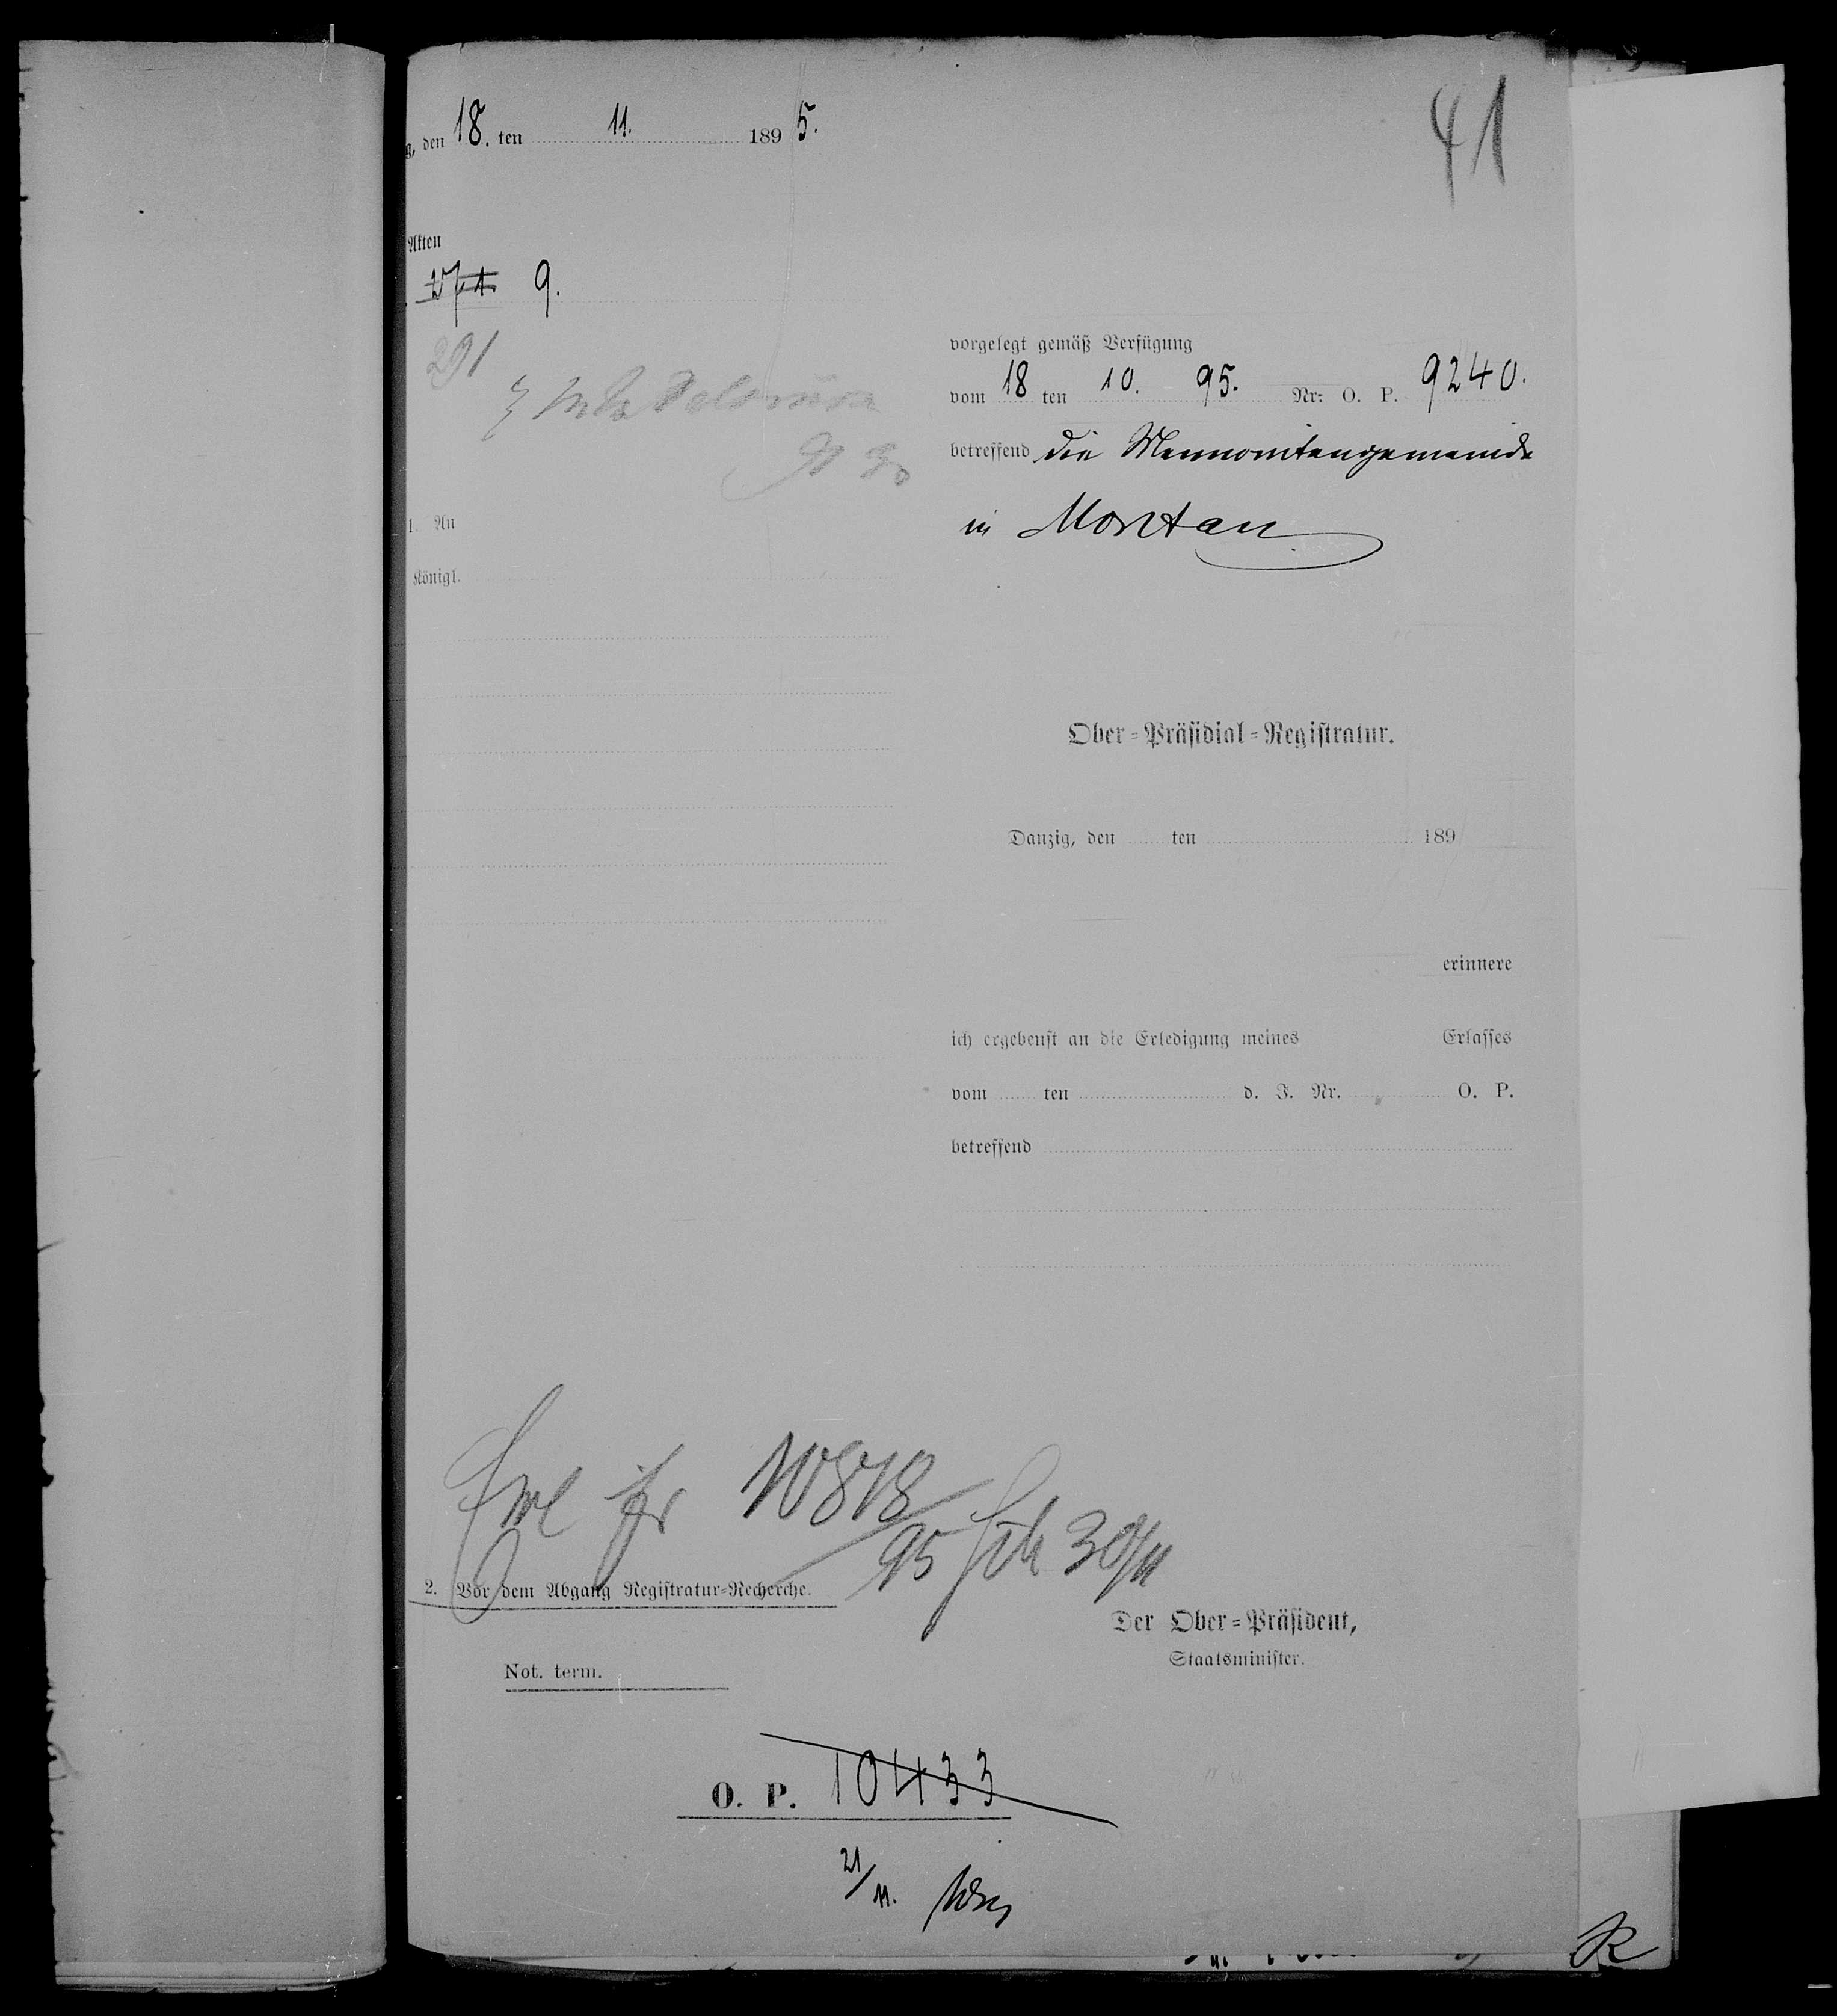 41
g, den 18. ten 11. 1895.
Akten
9.
291
vorgelegt gemäß Verfügung
vom 18 ten 10. 95. Nr. O. P. 9240.
betreffend die Mennonitengemeinde
in Montau
1. An
Königl.
Ober-Präsidial-Registratur.
Danzig, den ten 189
erinnere
ich ergebenst an die Erledigung meines Erlasses
vom ten d. J. Nr. O. P.
betreffend
10878/95 30/11
2. Vor dem Abgang Registratur-Recherche.
Der Ober-Präsident,
Staatsminister.
Not. term.
O. P. 10433
21/11.
R